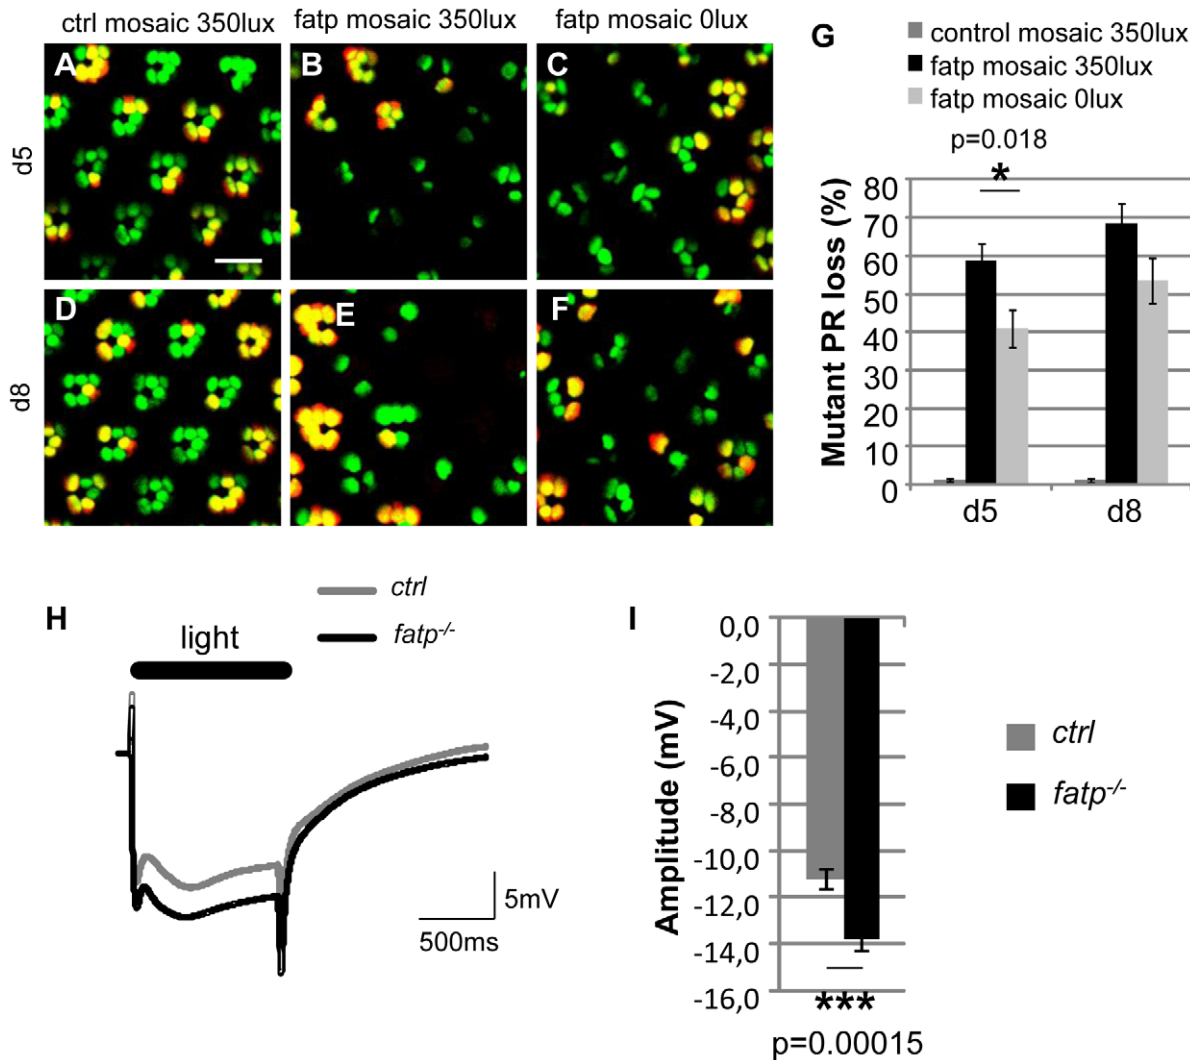 ctrl mosaic 350lux
fatp mosaic 350lux
fatp mosaic 0lux
A
B
C
d5
D
E
F
d8
G
control mosaic 350lux
fatp mosaic 350lux
fatp mosaic 0lux
p=0.018
*
Mutant PR loss (%)
80
70
60
50
40
30
20
10
0
d5
d8
H
ctrl
fatp-/-
light
5mV
500ms
I
Amplitude (mV)
0,0
-2,0
-4,0
-6,0
-8,0
-10,0
-12,0
-14,0
-16,0
ctrl
fatp-/-
***
p=0.00015